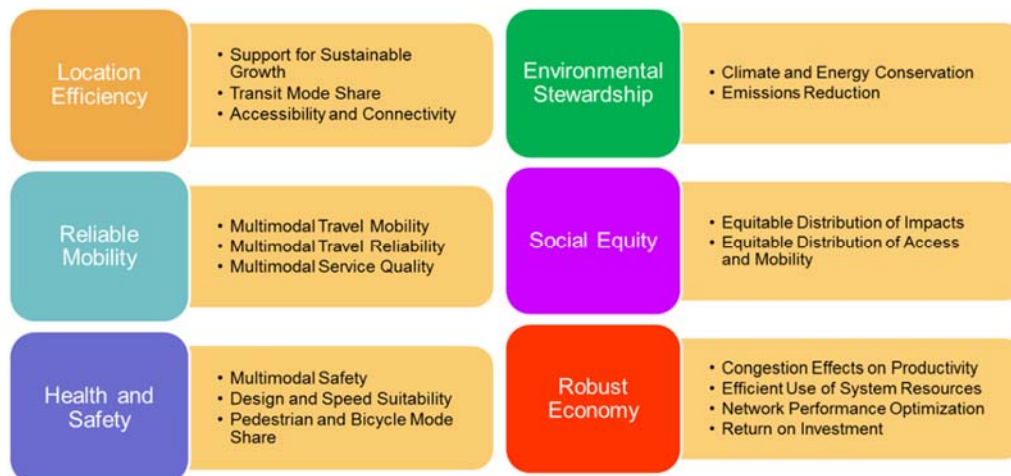 Location
Efficiency
• Support for Sustainable
Growth
• Transit Mode Share
• Accessibility and Connectivity
Environmental
Stewardship
• Climate and Energy Conservation
• Emissions Reduction
Reliable
Mobility
• Multimodal Travel Mobility
• Multimodal Travel Reliability
• Multimodal Service Quality
Social Equity
• Equitable Distribution of Impacts
• Equitable Distribution of Access
and Mobility
Health and
Safety
• Multimodal Safety
• Design and Speed Suitability
• Pedestrian and Bicycle Mode
Share
Robust
Economy
• Congestion Effects on Productivity
• Efficient Use of System Resources
• Network Performance Optimization
• Return on Investment